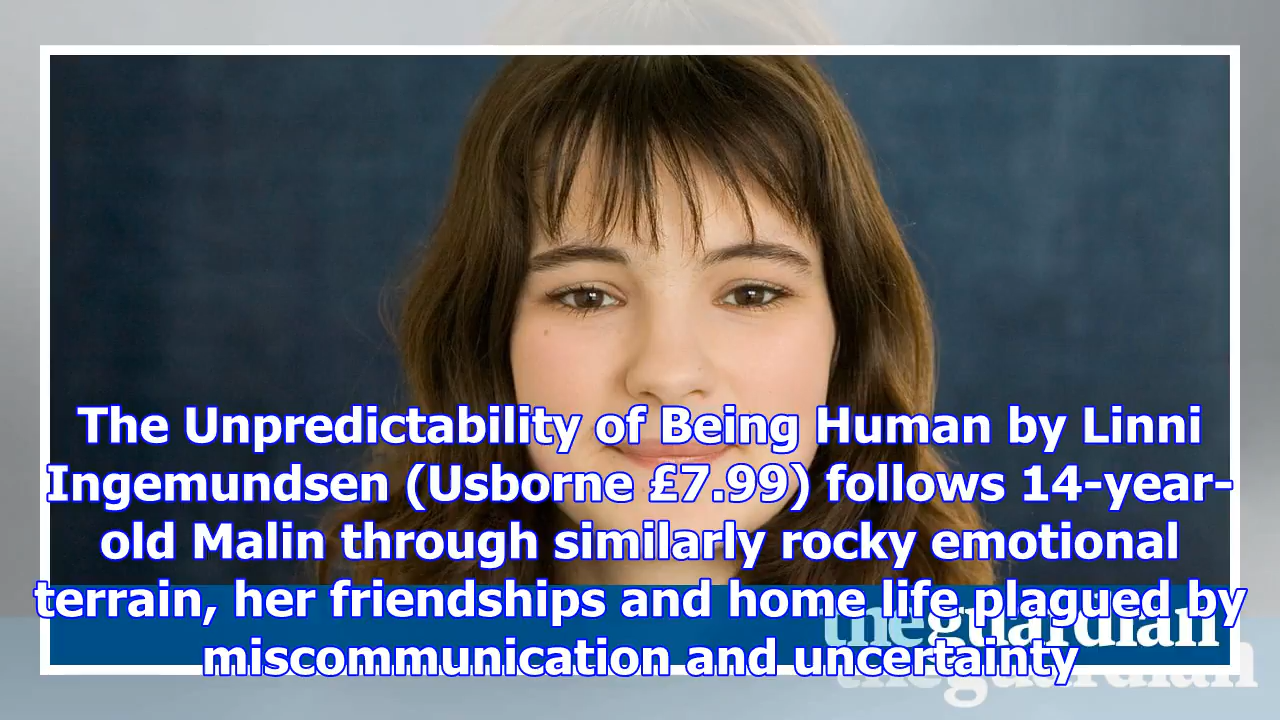 The Unpredictability of Being Human by Linni
Ingemundsen (Usborne £7.99) follows 14-year-
old Malin through similarly rocky emotional
terrain, her friendships and home life plagued by
miscommunication and uncertainty
theguardian
theguardian